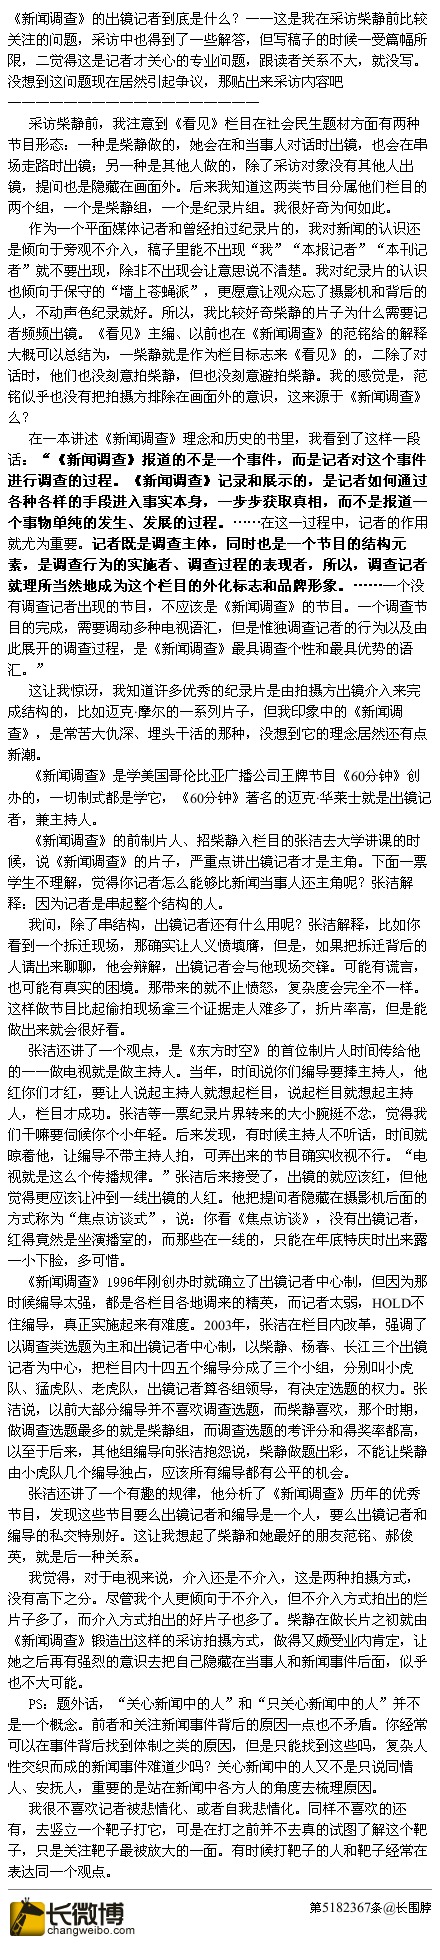 《新闻调查》的出镜记者到底是什么？——这是我在采访柴静前比较
关注的问题，采访中也得到了一些解答，但写稿子的时候一受篇幅所
限，二觉得这是记者才关心的专业问题，跟读者关系不大，就没写。
没想到这问题现在居然引起争议，那贴出来采访内容吧
————————————————————
采访柴静前，我注意到《看见》栏目在社会民生题材方面有两种
节目形态：一种是柴静做的，她会在和当事人对话时出镜，也会在串
场走路时出镜；另一种是其他人做的，除了采访对象没有其他人出
镜，提问也是隐藏在画面外。后来我知道这两类节目分属他们栏目的
两个组，一个是柴静组，一个是纪录片组。我很好奇为何如此。
作为一个平面媒体记者和曾经拍过纪录片的，我对新闻的认识还
是倾向于旁观不介入，稿子里能不出现“我”“本报记者”“本刊记
者”就不要出现，除非不出现会让意思说不清楚。我对纪录片的认识
也倾向于保守的“墙上苍蝇派”，更愿意让观众忘了摄影机和背后的
人，不动声色纪录就好。所以，我比较好奇柴静的片子为什么需要记
者频频出镜。《看见》主编、以前也在《新闻调查》的范铭给的解释
大概可以总结为，一柴静就是作为栏目标志来《看见》的，二除了对
话时，他们也没刻意拍柴静，但也没刻意避拍柴静。我的感觉是，范
铭似乎也没有把拍摄方排除在画面外的意识，这来源于《新闻调查》
么？
在一本讲述《新闻调查》理念和历史的书里，我看到了这样一段
话：“《新闻调查》报道的不是一个事件，而是记者对这个事件
进行调查的过程。《新闻调查》记录和展示的，是记者如何通过
各种各样的手段进入事实本身，一步步获取真相，而不是报道一
个事物单纯的发生、发展的过程。……在这一过程中，记者的作用
就尤为重要。记者既是调查主体，同时也是一个节目的结构元
素，是调查行为的实施者、调查过程的表现者，所以，调查记者
就理所当然地成为这个栏目的外化标志和品牌形象。……一个没
有调查记者出现的节目，不应该是《新闻调查》的节目。一个调查节
目的完成，需要调动多种电视语汇，但是惟独调查记者的行为以及由
此展开的调查过程，是《新闻调查》最具调查个性和最具优势的语
汇。”
这让我惊讶，我知道许多优秀的纪录片是由拍摄方出镜介入来完
成结构的，比如迈克·摩尔的一系列片子，但我印象中的《新闻调
查》，是常苦大仇深、埋头干活的那种，没想到它的理念居然还有点
新潮。
《新闻调查》是学美国哥伦比亚广播公司王牌节目《60分钟》创
办的，一切制式都是学它，《60分钟》著名的迈克·华莱士就是出镜记
者，兼主持人。
《新闻调查》的前制片人、招柴静入栏目的张洁去大学讲课的时
候，说《新闻调查》的片子，严重点讲出镜记者才是主角。下面一票
学生不理解，觉得你记者怎么能够比新闻当事人还主角呢？张洁解
释：因为记者是串起整个结构的人。
我问，除了串结构，出镜记者还有什么用呢？张洁解释，比如你
看到一个拆迁现场，那确实让人义愤填膺，但是，如果把拆迁背后的
人请出来聊聊，他会辩解，出镜记者会与他现场交锋。可能有谎言，
也可能有真实的困境。那带来的就不止愤怒，复杂度会完全不一样。
这样做节目比起偷拍现场拿三个证据走人难多了，折片率高，但是能
做出来就会很好看。
张洁还讲了一个观点，是《东方时空》的首位制片人时间传给他
的——做电视就是做主持人。当年，时间说你们编导要捧主持人，他
红你们才红，要让人说起主持人就想起栏目，说起栏目就想起主持
人，栏目才成功。张洁等一票纪录片界转来的大小腕挺不忿，觉得我
们干嘛要伺候你个小年轻。后来发现，有时候主持人不听话，时间就
晾着他，让编导不带主持人拍，可弄出来的节目确实收视不行。“电
视就是这么个传播规律。”张洁后来接受了，出镜的就应该红，但他
觉得更应该让冲到一线出镜的人红。他把提问者隐藏在摄影机后面的
方式称为“焦点访谈式”，说：你看《焦点访谈》，没有出镜记者，
红得竟然是坐演播室的，而那些在一线的，只能在年底特庆时出来露
一小下脸，多可惜。
《新闻调查》1996年刚创办时就确立了出镜记者中心制，但因为那
时候编导太强，都是各栏目各地调来的精英，而记者太弱，HOLD不
住编导，真正实施起来有难度。2003年，张洁在栏目内改革，强调了
以调查类选题为主和出镜记者中心制，以柴静、杨春、长江三个出镜
记者为中心，把栏目内十四五个编导分成了三个小组，分别叫小虎
队、猛虎队、老虎队，出镜记者算各组领导，有决定选题的权力。张
洁说，以前大部分编导并不喜欢调查选题，而柴静喜欢，那个时期，
做调查选题最多的就是柴静组，而调查选题的考评分和得奖率都高，
以至于后来，其他组编导向张洁抱怨说，柴静做题出彩，不能让柴静
由小虎队几个编导独占，应该所有编导都有公平的机会。
张洁还讲了一个有趣的规律，他分析了《新闻调查》历年的优秀
节目，发现这些节目要么出镜记者和编导是一个人，要么出镜记者和
编导的私交特别好。这让我想起了柴静和她最好的朋友范铭、郝俊
英，就是后一种关系。
我觉得，对于电视来说，介入还是不介入，这是两种拍摄方式，
没有高下之分。尽管我个人更倾向于不介入，但不介入方式拍出的烂
片子多了，而介入方式拍出的好片子也多了。柴静在做长片之初就由
《新闻调查》锻造出这样的采访拍摄方式，做得又颇受业内肯定，让
她之后再有强烈的意识去把自己隐藏在当事人和新闻事件后面，似乎
也不大可能。
PS：题外话，“关心新闻中的人”和“只关心新闻中的人”并不
是一个概念。前者和关注新闻事件背后的原因一点也不矛盾。你经常
可以在事件背后找到体制之类的原因，但是只能找到这些吗，复杂人
性交织而成的新闻事件难道少吗？关心新闻中的人又不是只说同情
人、安抚人，重要的是站在新闻中各方人的角度去梳理原因。
我很不喜欢记者被悲情化、或者自我悲情化。同样不喜欢的还
有，去竖立一个靶子打它，可是在打之前并不去真的试图了解这个靶
子，只是关注靶子最被放大的一面。有时候打靶子的人和靶子经常在
表达同一个观点。
长微博
changweibo.com
第5182367条@长围脖